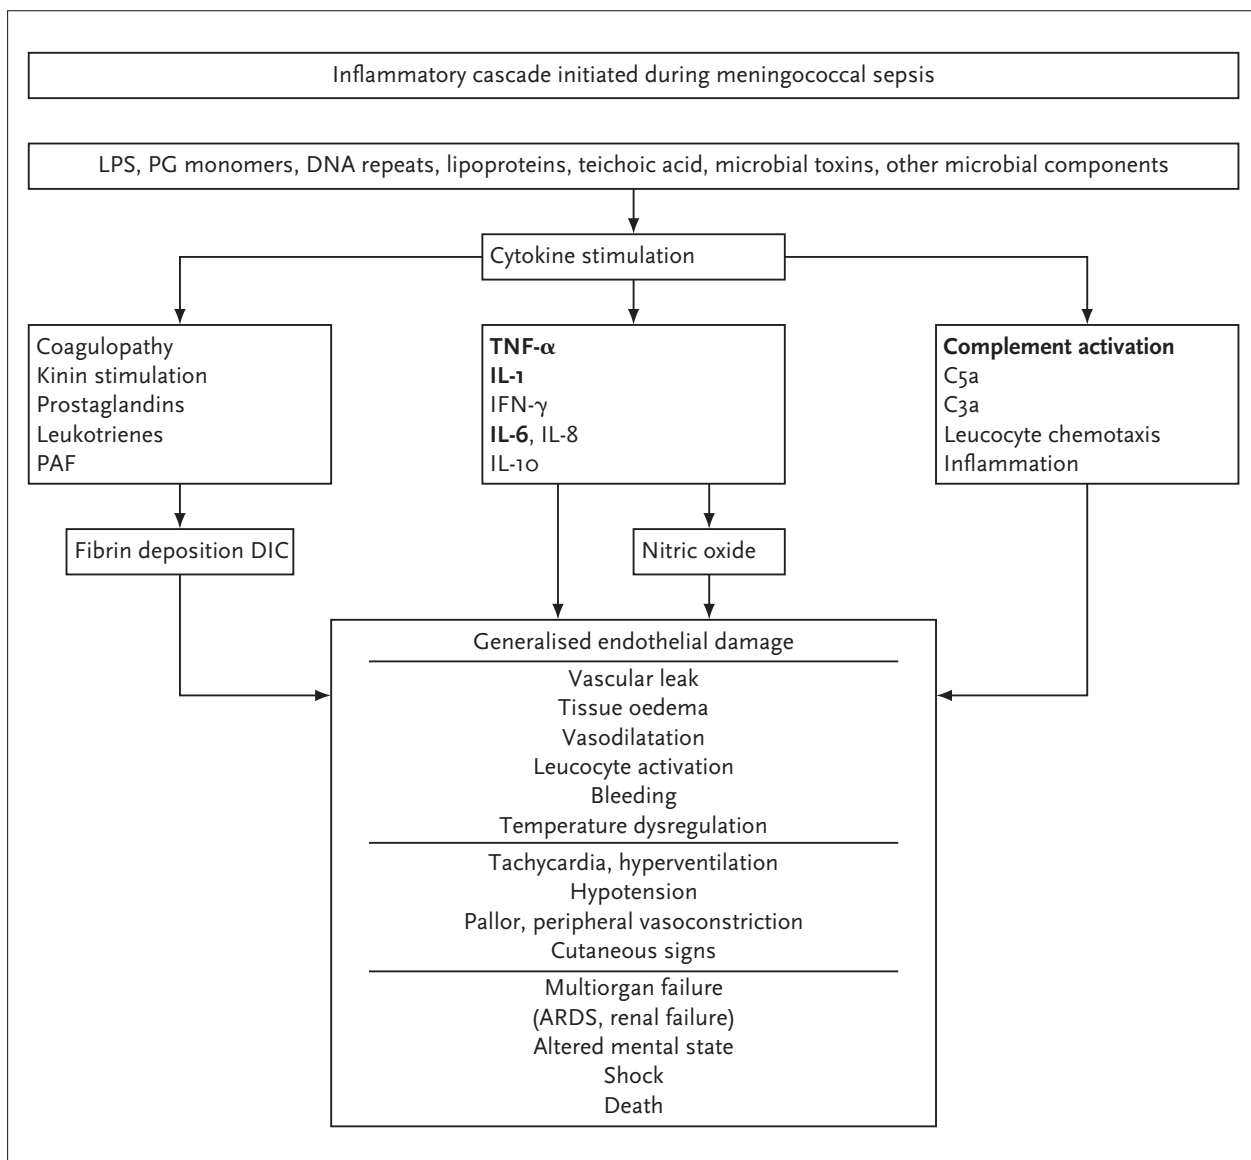 Inflammatory cascade initiated during meningococcal sepsis
LPS, PG monomers, DNA repeats, lipoproteins, teichoic acid, microbial toxins, other microbial components
Cytokine stimulation
Coagulopathy
Kinin stimulation
Prostaglandins
Leukotrienes
PAF
TNF-α
IL-1
IFN-γ
IL-6, IL-8
IL-10
Complement activation
C5a
C3a
Leucocyte chemotaxis
Inflammation
Fibrin deposition DIC
Nitric oxide
Generalised endothelial damage
Vascular leak
Tissue oedema
Vasodilatation
Leucocyte activation
Bleeding
Temperature dysregulation
Tachycardia, hyperventilation
Hypotension
Pallor, peripheral vasoconstriction
Cutaneous signs
Multiorgan failure
(ARDS, renal failure)
Altered mental state
Shock
Death